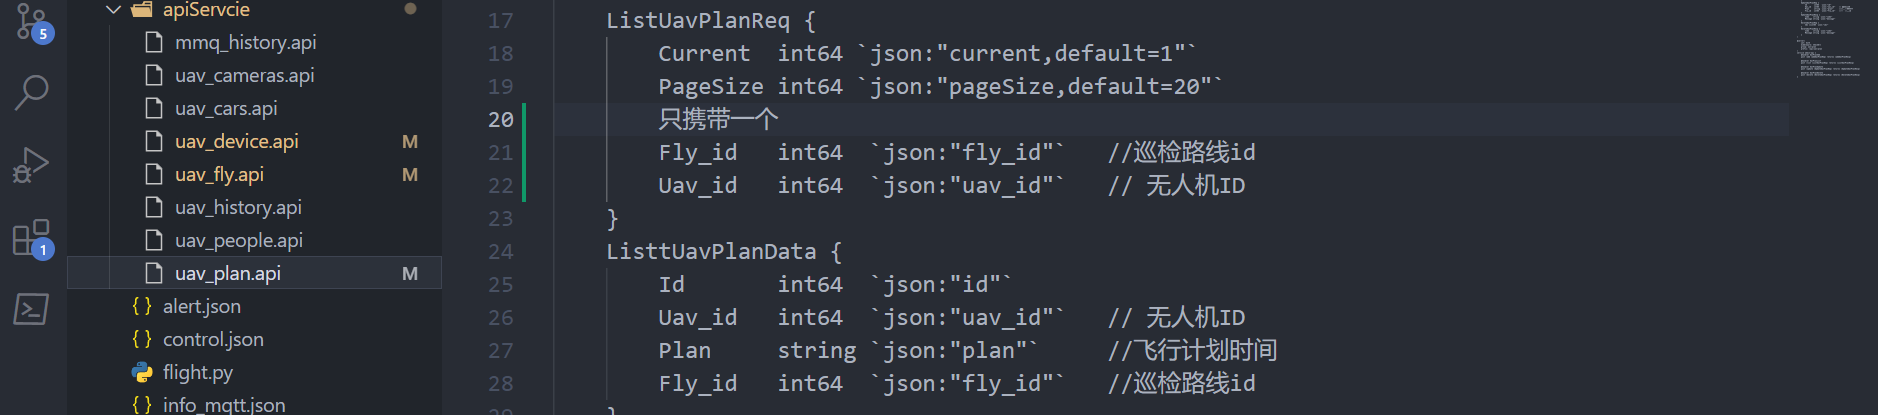 apiServcie
mmq_history.api
uav_cameras.api
uav_cars.api
uav_device.api M
uav_fly.api M
uav_history.api
uav_people.api
uav_plan.api M
alert.json
control.json
flight.py
info_mqtt.json
5
1
17 ListUavPlanReq {
18 Current int64 `json:"current,default=1"`
19 PageSize int64 `json:"pageSize,default=20"`
20 只携带一个
21 Fly_id int64 `json:"fly_id"` //巡检路线id
22 Uav_id int64 `json:"uav_id"` // 无人机ID
23 }
24 ListtUavPlanData {
25 Id int64 `json:"id"`
26 Uav_id int64 `json:"uav_id"` // 无人机ID
27 Plan string `json:"plan"` //飞行计划时间
28 Fly_id int64 `json:"fly_id"` //巡检路线id